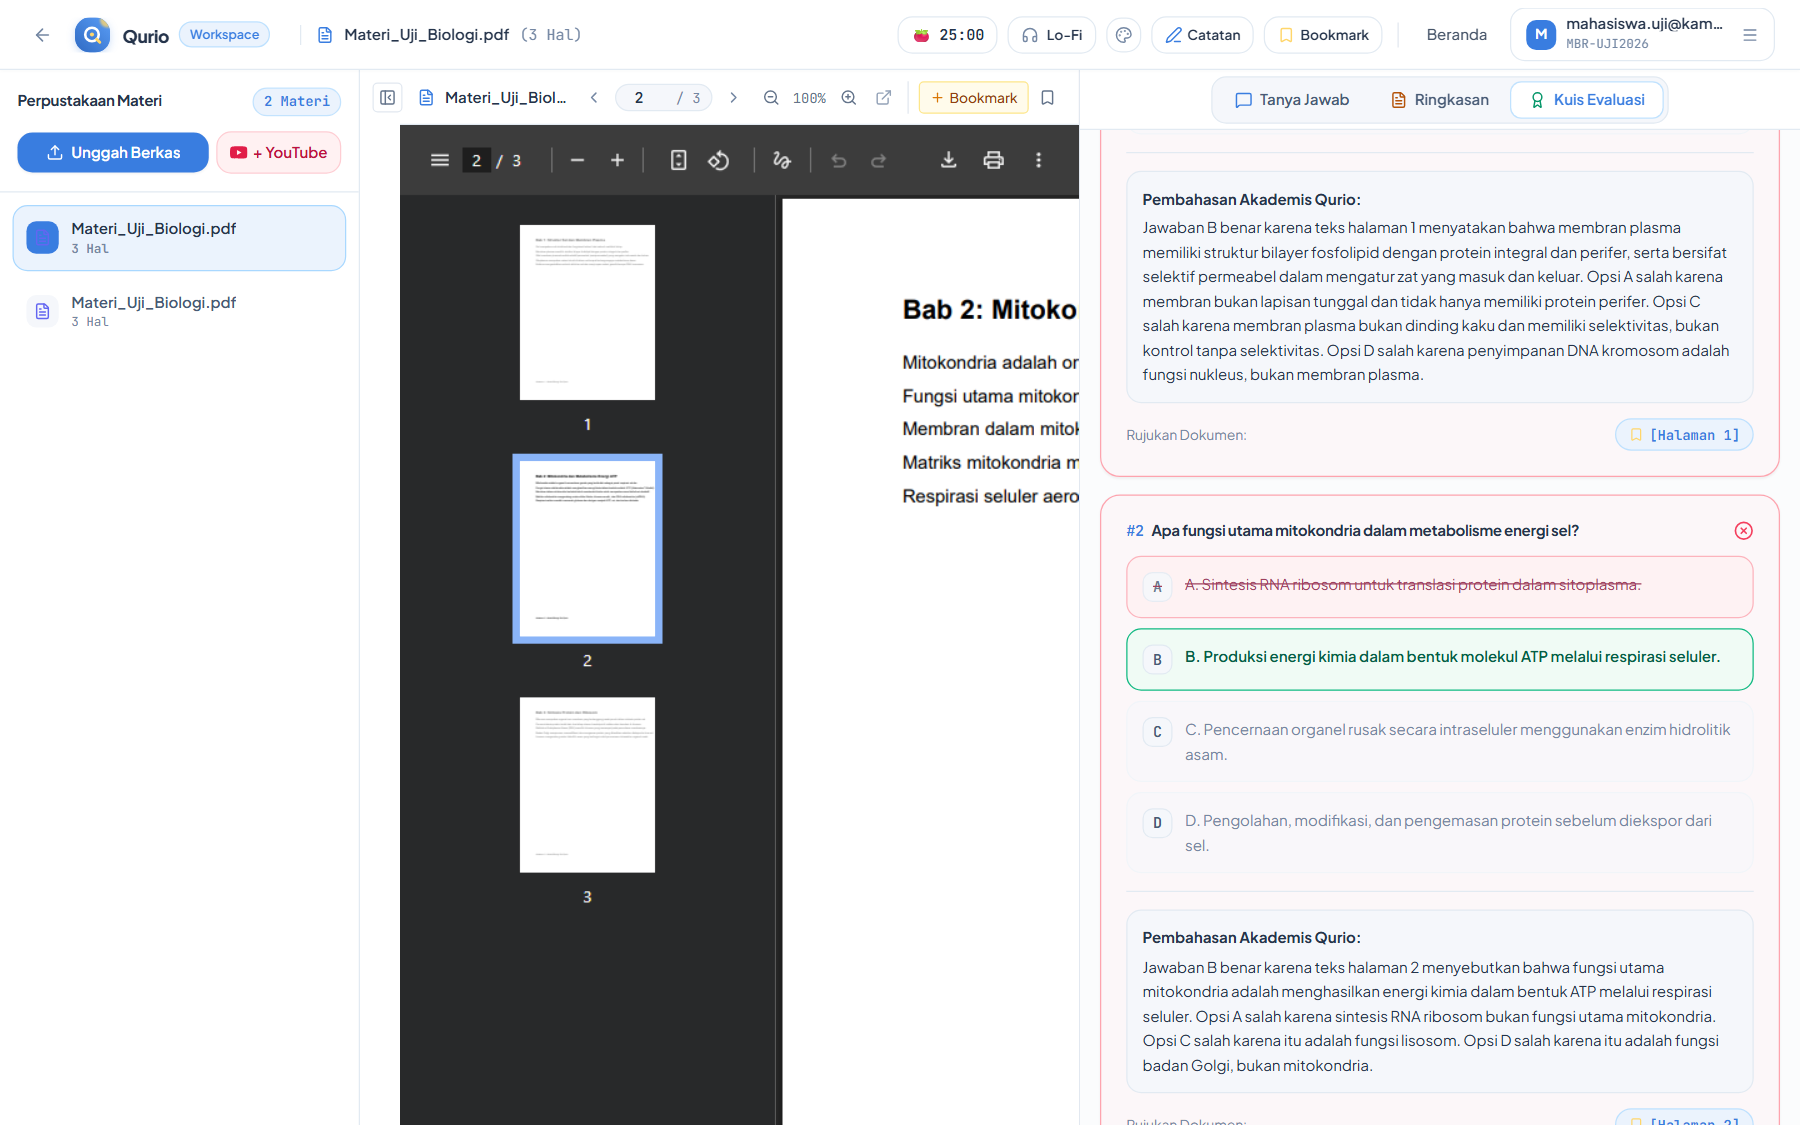 Qurio
Workspace
Materi_Uji_Biologi.pdf (3 Hal)
25:00
Lo-Fi
Catatan
Bookmark
Beranda
M
mahasiswa.uji@kam...
MBR-UJI2026
Perpustakaan Materi
2 Materi
Unggah Berkas
+ YouTube
Materi_Uji_Biologi.pdf
3 Hal
Materi_Uji_Biologi.pdf
3 Hal
Materi_Uji_Biol...
2 / 3
100%
+ Bookmark
2 / 3
1
2
3
Bab 2: Mitoko
Mitokondria adalah or
Fungsi utama mitokon
Membran dalam mitok
Matriks mitokondria m
Respirasi seluler aero
Tanya Jawab
Ringkasan
Kuis Evaluasi
Pembahasan Akademis Qurio:
Jawaban B benar karena teks halaman 1 menyatakan bahwa membran plasma
memiliki struktur bilayer fosfolipid dengan protein integral dan perifer, serta bersifat
selektif permeabel dalam mengatur zat yang masuk dan keluar. Opsi A salah karena
membran bukan lapisan tunggal dan tidak hanya memiliki protein perifer. Opsi C
salah karena membran plasma bukan dinding kaku dan memiliki selektivitas, bukan
kontrol tanpa selektivitas. Opsi D salah karena penyimpanan DNA kromosom adalah
fungsi nukleus, bukan membran plasma.
Rujukan Dokumen:
[Halaman 1]
#2 Apa fungsi utama mitokondria dalam metabolisme energi sel?
A
A. Sintesis RNA ribosom untuk translasi protein dalam sitoplasma.
B
B. Produksi energi kimia dalam bentuk molekul ATP melalui respirasi seluler.
C
C. Pencernaan organel rusak secara intraseluler menggunakan enzim hidrolitik
asam.
D
D. Pengolahan, modifikasi, dan pengemasan protein sebelum diekspor dari
sel.
Pembahasan Akademis Qurio:
Jawaban B benar karena teks halaman 2 menyebutkan bahwa fungsi utama
mitokondria adalah menghasilkan energi kimia dalam bentuk ATP melalui respirasi
seluler. Opsi A salah karena sintesis RNA ribosom bukan fungsi utama mitokondria.
Opsi C salah karena itu adalah fungsi lisosom. Opsi D salah karena itu adalah fungsi
badan Golgi, bukan mitokondria.
Rujukan Dokumen:
[Halaman 2]